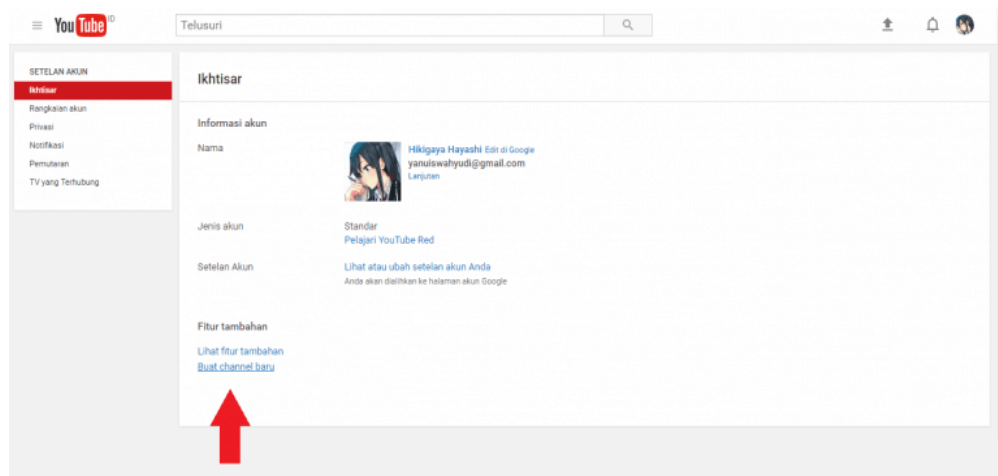 YouTube ID
Telusuri
SETELAN AKUN
Ikhtisar
Rangkaian akun
Privasi
Notifikasi
Pemutaran
TV yang Terhubung
Ikhtisar
Informasi akun
Nama
Hikigaya Hayashi Edit di Google
yanuiswahyudi@gmail.com
Lanjutan
Jenis akun
Standar
Pelajari YouTube Red
Setelan Akun
Lihat atau ubah setelan akun Anda
Anda akan dialihkan ke halaman akun Google
Fitur tambahan
Lihat fitur tambahan
Buat channel baru